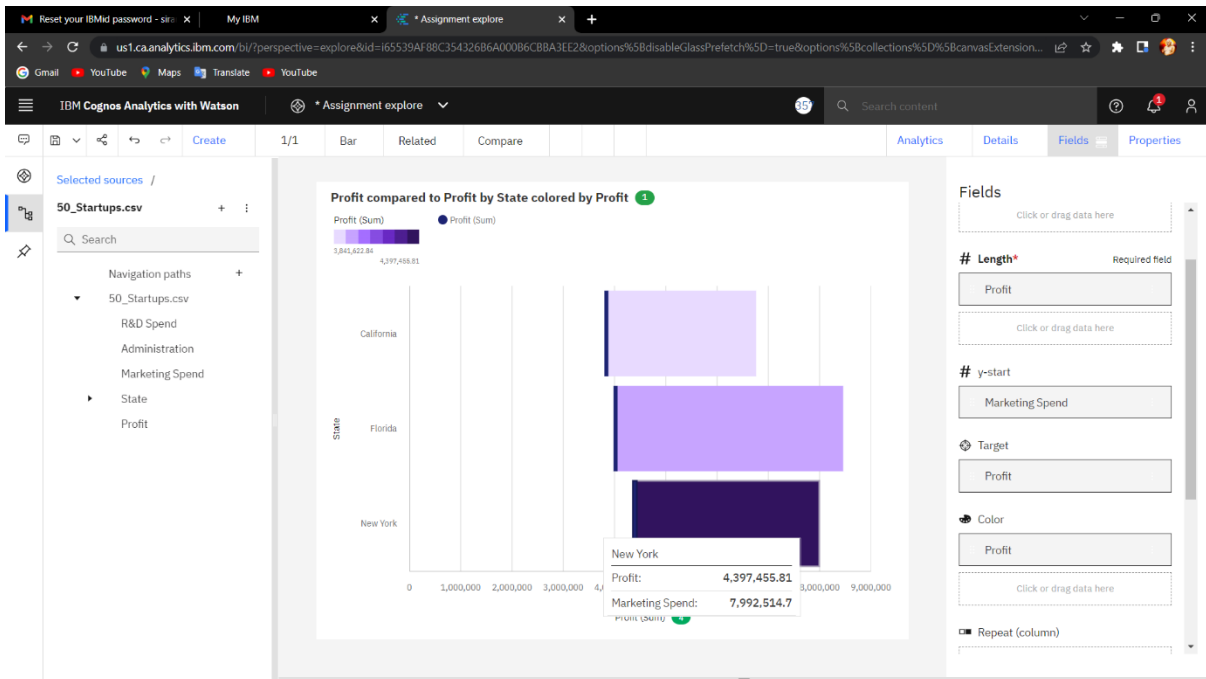 Reset your IBMid password - sira
My IBM
* Assignment explore
us1.ca.analytics.ibm.com/bi/?perspective=explore&id=i65539AF88C354326B6A000B6CBBA3EE2&options%5BdisableGlassPrefetch%5D=true&options%5Bcollections%5D%5BcanvasExtension...
Gmail YouTube Maps Translate YouTube
IBM Cognos Analytics with Watson * Assignment explore 35° Search content 1
Create 1/1 Bar Related Compare Analytics Details Fields Properties
Selected sources /
50_Startups.csv
Search
Navigation paths
50_Startups.csv
R&D Spend
Administration
Marketing Spend
State
Profit
Profit compared to Profit by State colored by Profit 1
Profit (Sum) Profit (Sum)
3,841,622.84
4,397,455.81
California
Florida
New York
State
0 1,000,000 2,000,000 3,000,000 8,000,000 9,000,000
New York
Profit: 4,397,455.81
Marketing Spend: 7,992,514.7
Profit (Sum) 4
Fields
Click or drag data here
# Length* Required field
Profit
Click or drag data here
# y-start
Marketing Spend
Target
Profit
Color
Profit
Click or drag data here
Repeat (column)